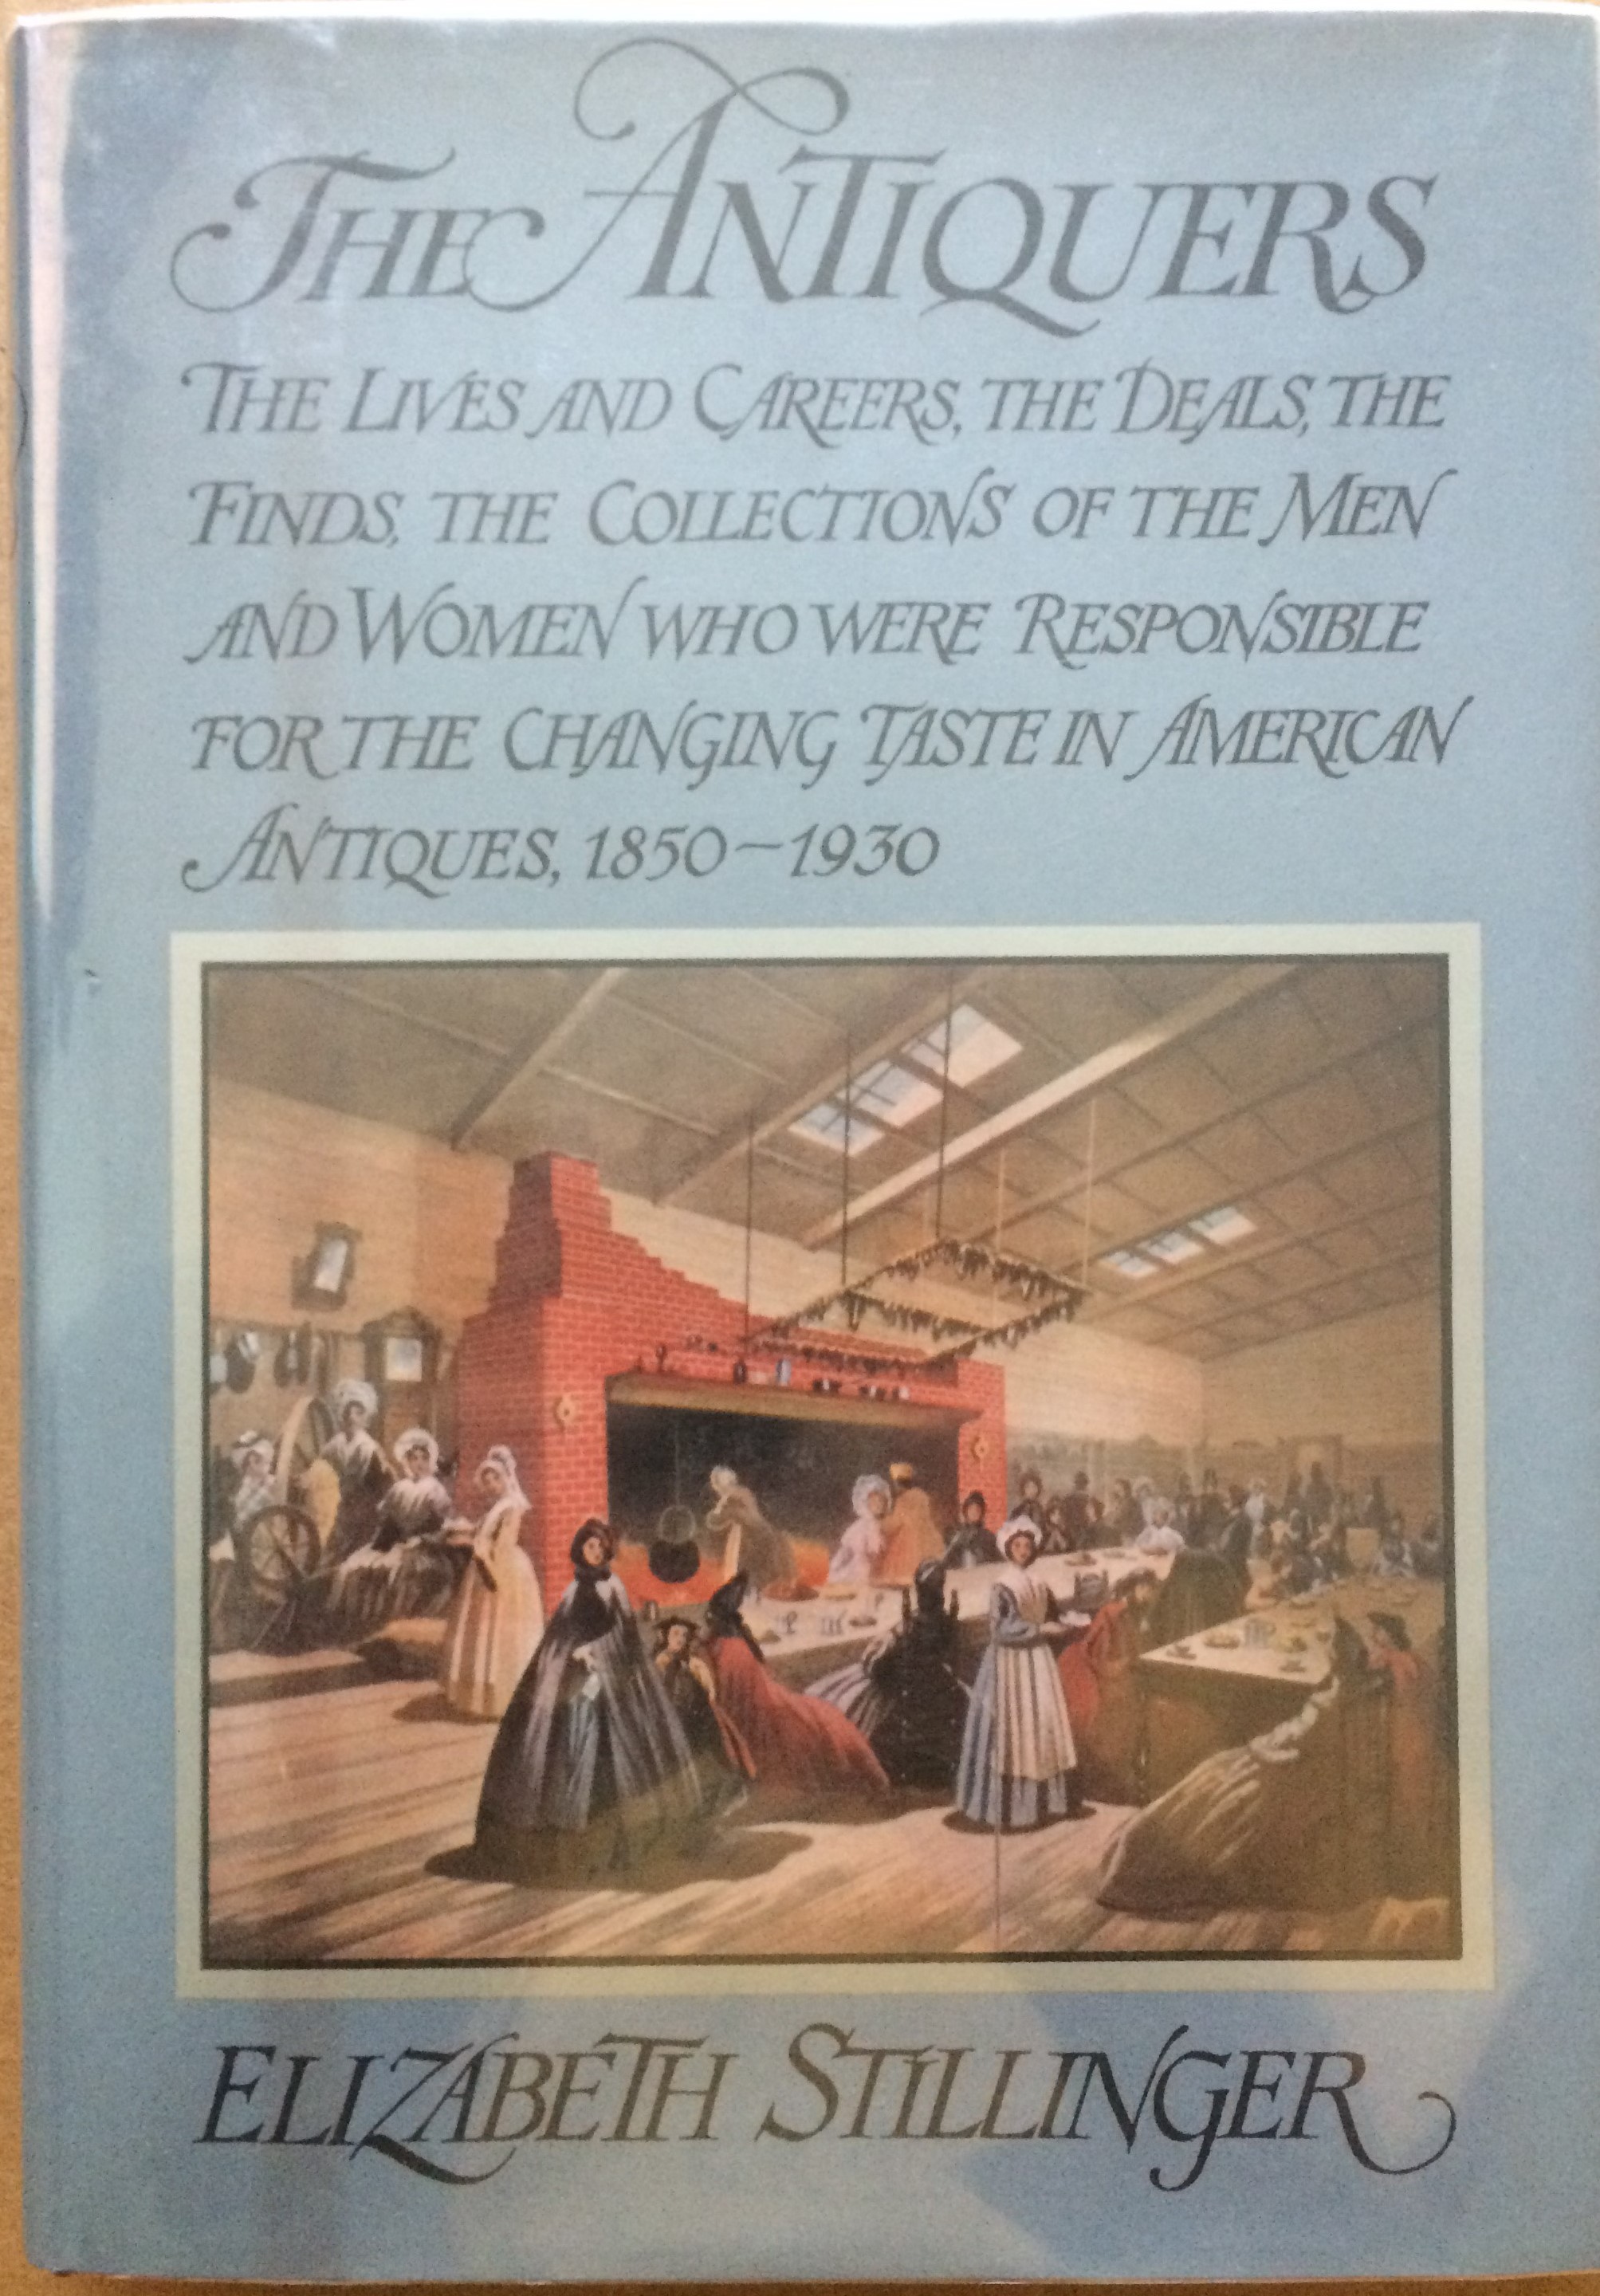 THE ANTIQUERS
THE LIVES AND CAREERS, THE DEALS, THE
FINDS, THE COLLECTIONS OF THE MEN
AND WOMEN WHO WERE RESPONSIBLE
FOR THE CHANGING TASTE IN AMERICAN
ANTIQUES, 1850–1930
ELIZABETH STILLINGER